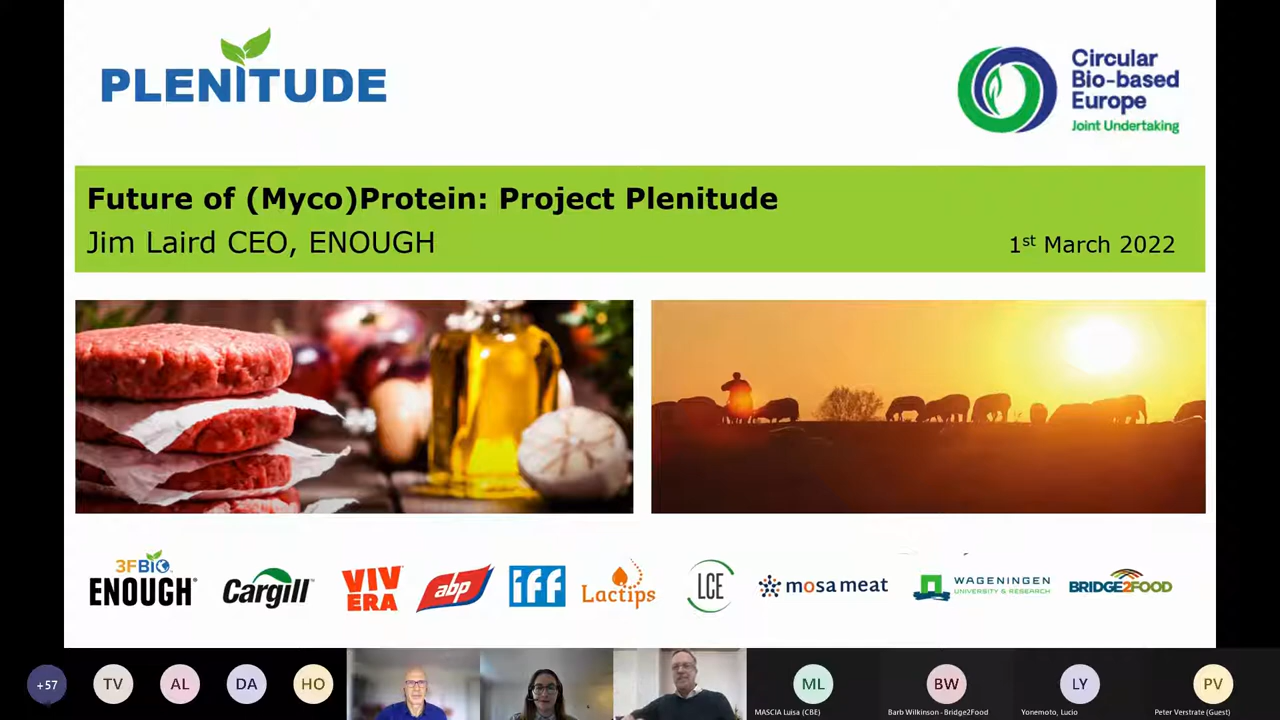 PLENITUDE
Circular
Bio-based
Europe
Joint Undertaking
Future of (Myco)Protein: Project Plenitude
Jim Laird CEO, ENOUGH
1st March 2022
3FBIO
ENOUGH®
Cargill
VIV
ERA
abp
iff
Lactips
LCE
mosa meat
WAGENINGEN
UNIVERSITY & RESEARCH
BRIDGE2FOOD
+57
TV
AL
DA
HO
ML
MASCIA Luisa (CBE)
BW
Barb Wilkinson - Bridge2Food
LY
Yonemoto, Lucio
PV
Peter Verstrate (Guest)